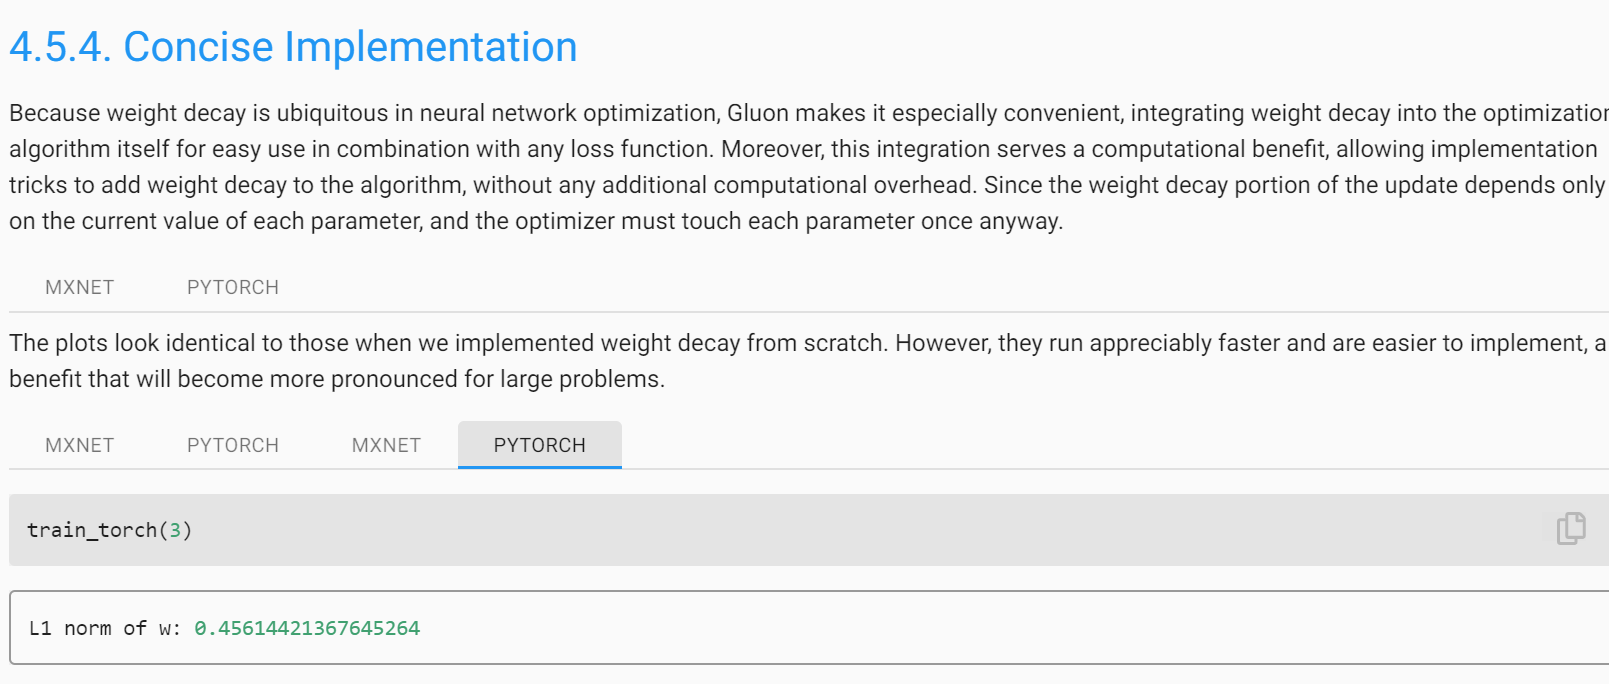 4.5.4. Concise Implementation
Because weight decay is ubiquitous in neural network optimization, Gluon makes it especially convenient, integrating weight decay into the optimization
algorithm itself for easy use in combination with any loss function. Moreover, this integration serves a computational benefit, allowing implementation
tricks to add weight decay to the algorithm, without any additional computational overhead. Since the weight decay portion of the update depends only
on the current value of each parameter, and the optimizer must touch each parameter once anyway.
MXNET PYTORCH
The plots look identical to those when we implemented weight decay from scratch. However, they run appreciably faster and are easier to implement, a
benefit that will become more pronounced for large problems.
MXNET PYTORCH MXNET PYTORCH
train_torch(3)
L1 norm of w: 0.45614421367645264